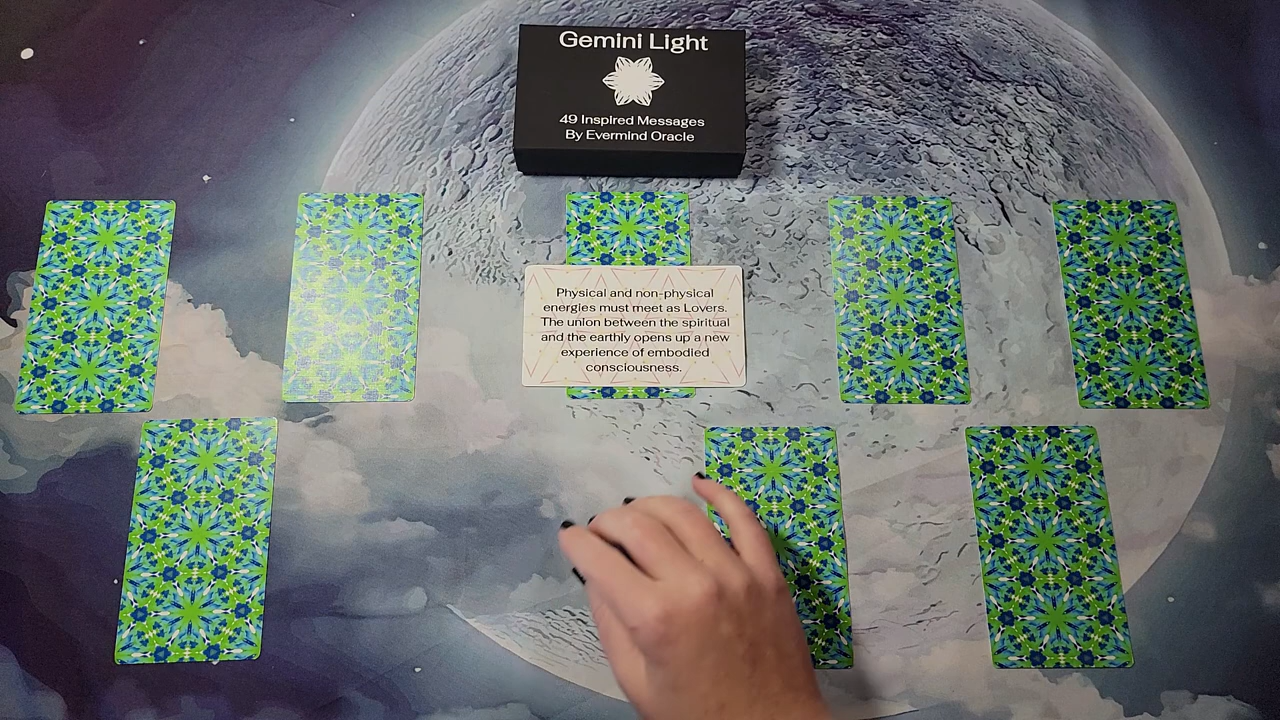 Gemini Light
49 Inspired Messages
By Evermind Oracle
Physical and non-physical
energies must meet as Lovers.
The union between the spiritual
and the earthly opens up a new
experience of embodied
consciousness.